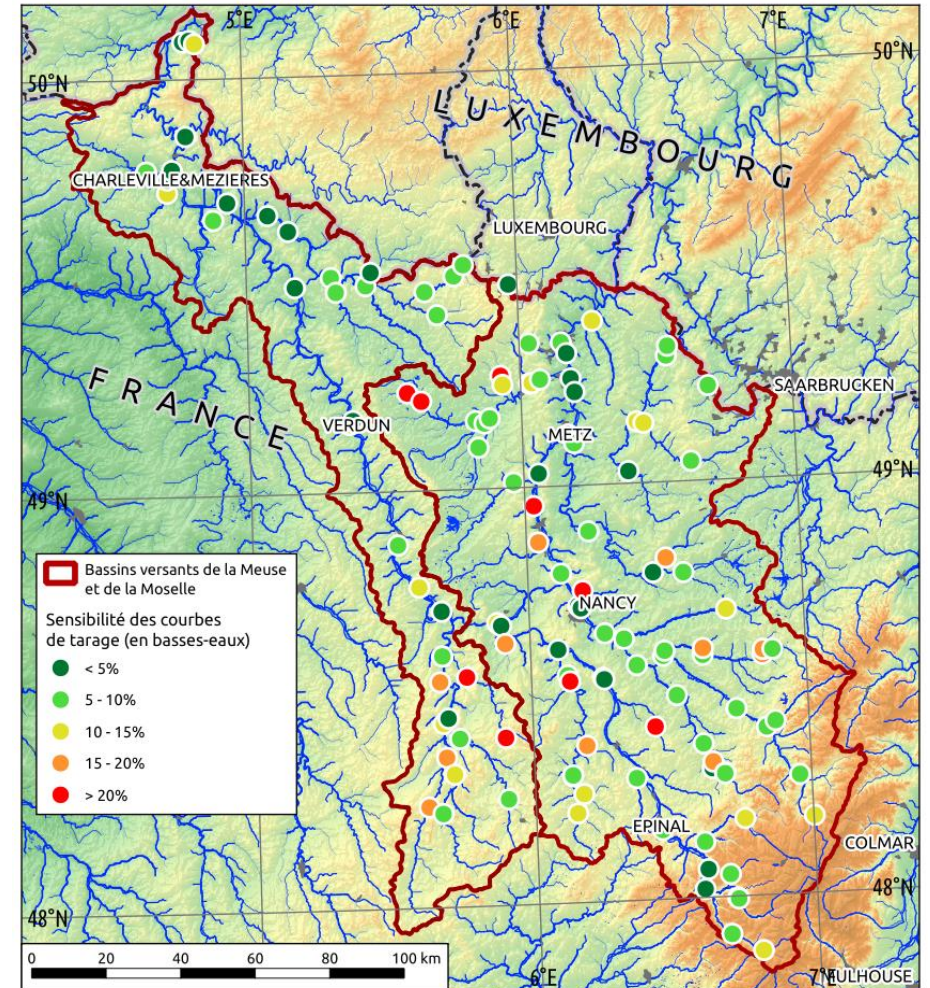 5°E
6°E
7°E
50°N
50°N
LUXEMBOURG
CHARLEVILLE&MEZIERES
LUXEMBOURG
FRANCE
SAARBRUCKEN
VERDUN
METZ
49°N
49°N
Bassins versants de la Meuse
et de la Moselle
Sensibilité des courbes
de tarage (en basses-eaux)
< 5%
5 - 10%
10 - 15%
15 - 20%
> 20%
NANCY
EPINAL
COLMAR
48°N
48°N
0 20 40 60 80 100 km
6°E
7°E